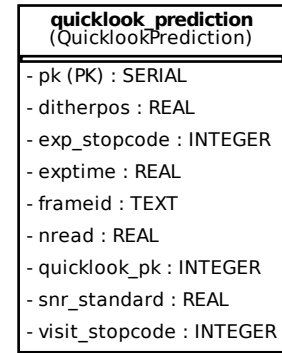 quicklook_prediction
(QuicklookPrediction)
- pk (PK) : SERIAL
- ditherpos : REAL
- exp_stopcode : INTEGER
- exptime : REAL
- frameid : TEXT
- nread : REAL
- quicklook_pk : INTEGER
- snr_standard : REAL
- visit_stopcode : INTEGER